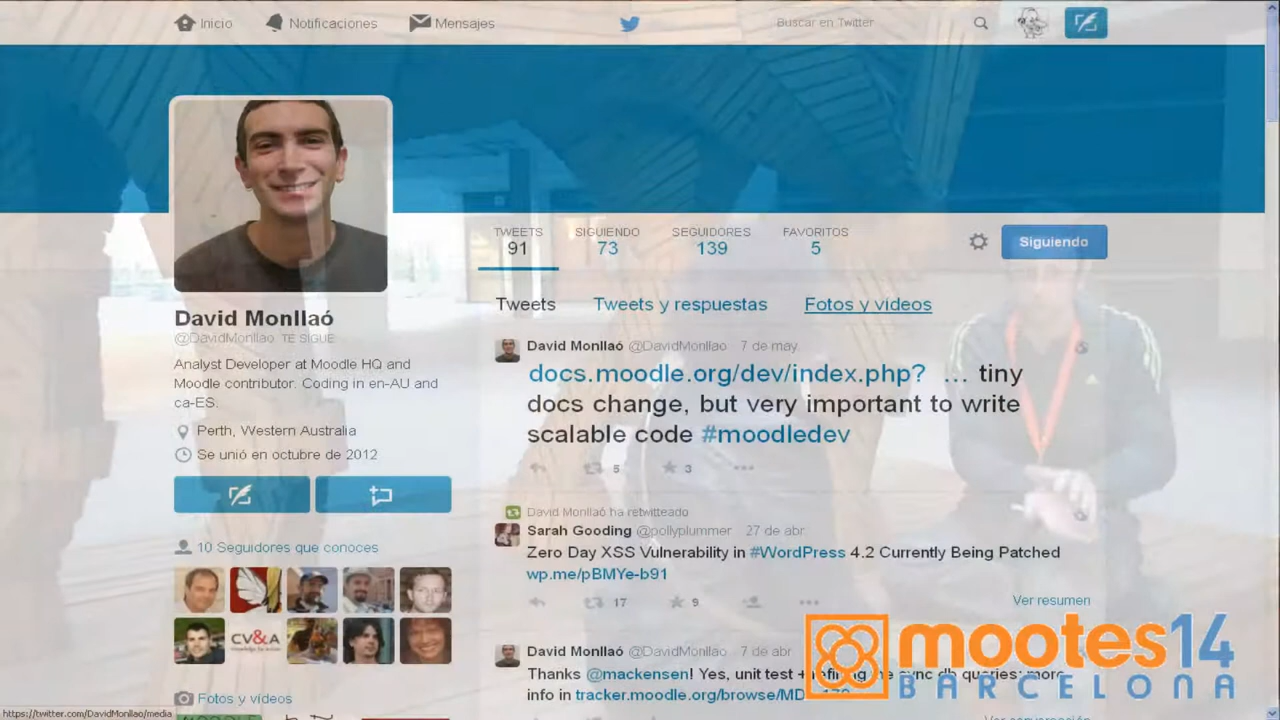 Inicio
Notificaciones
Mensajes
Buscar en Twitter
TWEETS
91
SIGUIENDO
73
SEGUIDORES
139
FAVORITOS
5
Siguiendo
David Monllaó
@DavidMonllao TE SIGUE
Analyst Developer at Moodle HQ and
Moodle contributor. Coding in en-AU and
ca-ES.
Perth, Western Australia
Se unió en octubre de 2012
10 Seguidores que conoces
CV&A
Fotos y vídeos
Tweets
Tweets y respuestas
Fotos y vídeos
David Monllaó @DavidMonllao · 7 de may.
docs.moodle.org/dev/index.php? ... tiny
docs change, but very important to write
scalable code #moodledev
5
3
David Monllaó ha retwitteado
Sarah Gooding @pollyplummer · 27 de abr.
Zero Day XSS Vulnerability in #WordPress 4.2 Currently Being Patched
wp.me/pBMYe-b91
17
9
Ver resumen
David Monllaó @DavidMonllao · 7 de abr.
Thanks @mackensen! Yes, unit test + the sync db queries: more
info in tracker.moodle.org/browse/MD
mootes14
BARCELONA
https://twitter.com/DavidMonllao/media